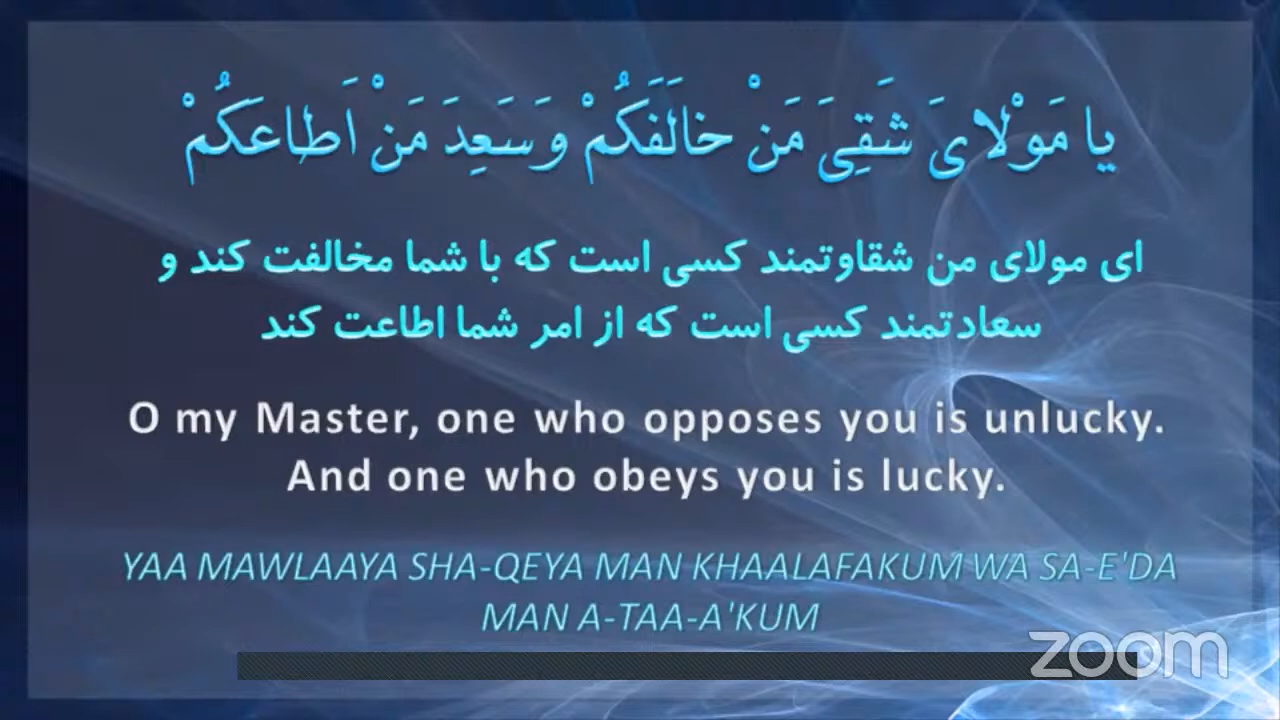 يا مَوْلاىَ شَقِىَ مَنْ خالَفَكُمْ وَسَعِدَ مَنْ اَطاعَكُمْ
ای مولای من شقاوتمند کسی است که با شما مخالفت کند و
سعادتمند کسی است که از امر شما اطاعت کند
O my Master, one who opposes you is unlucky.
And one who obeys you is lucky.
YAA MAWLAAYA SHA-QEYA MAN KHAALAFAKUM WA SA-E'DA
MAN A-TAA-A'KUM
zoom